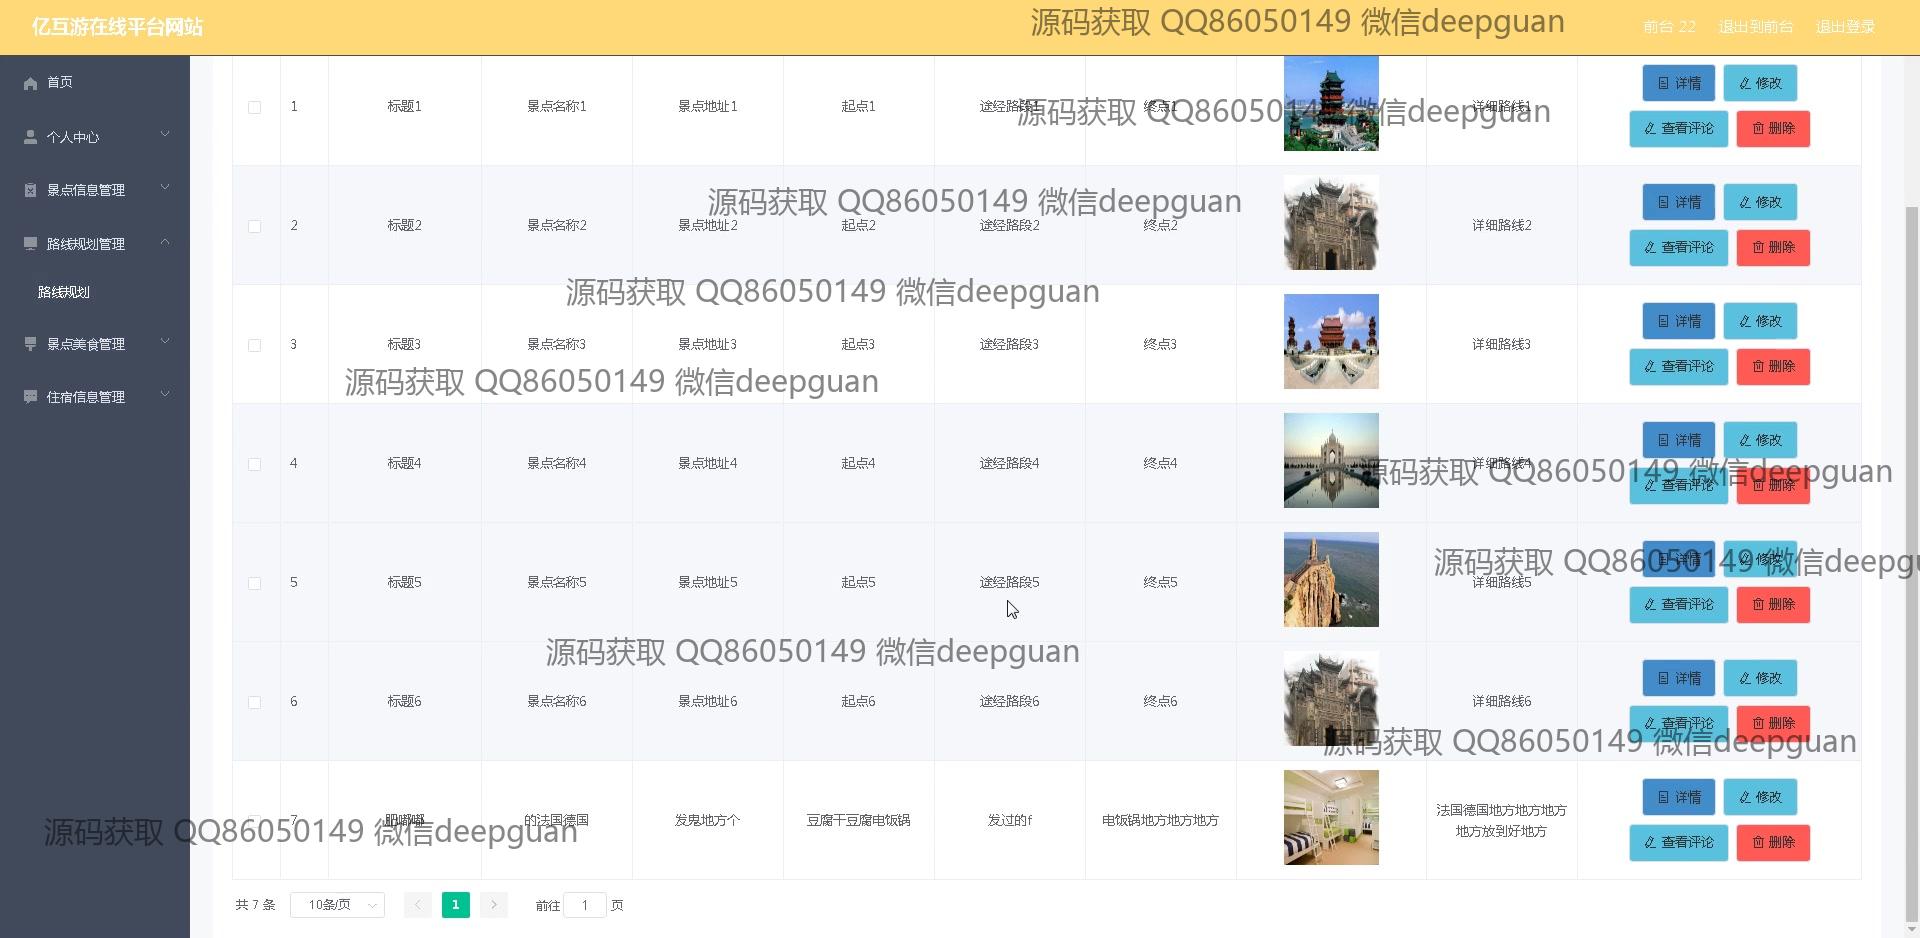 亿互游在线平台网站
源码获取 QQ86050149 微信deepguan
前台 22 退出到前台 退出登录
首页
个人中心
景点信息管理
路线规划管理
路线规划
景点美食管理
住宿信息管理
1 标题1 景点名称1 景点地址1 起点1 途经路段1 终点1 详细路线1 详情 修改
查看评论 删除
源码获取 QQ86050149 微信deepguan
源码获取 QQ86050149 微信deepguan
2 标题2 景点名称2 景点地址2 起点2 途经路段2 终点2 详细路线2 详情 修改
查看评论 删除
源码获取 QQ86050149 微信deepguan
3 标题3 景点名称3 景点地址3 起点3 途经路段3 终点3 详细路线3 详情 修改
查看评论 删除
源码获取 QQ86050149 微信deepguan
4 标题4 景点名称4 景点地址4 起点4 途经路段4 终点4 详细路线4 详情 修改
查看评论 删除
源码获取 QQ86050149 微信deepguan
5 标题5 景点名称5 景点地址5 起点5 途经路段5 终点5 详细路线5 详情 修改
查看评论 删除
源码获取 QQ86050149 微信deepgu
源码获取 QQ86050149 微信deepguan
6 标题6 景点名称6 景点地址6 起点6 途经路段6 终点6 详细路线6 详情 修改
查看评论 删除
源码获取 QQ86050149 微信deepguan
7 的法国德国 发鬼地方个 豆腐干豆腐电饭锅 发过的f 电饭锅地方地方地方 法国德国地方地方地方 详情 修改
地方放到好地方
查看评论 删除
源码获取 QQ86050149 微信deepguan
共 7 条 10条/页 1 前往 1 页